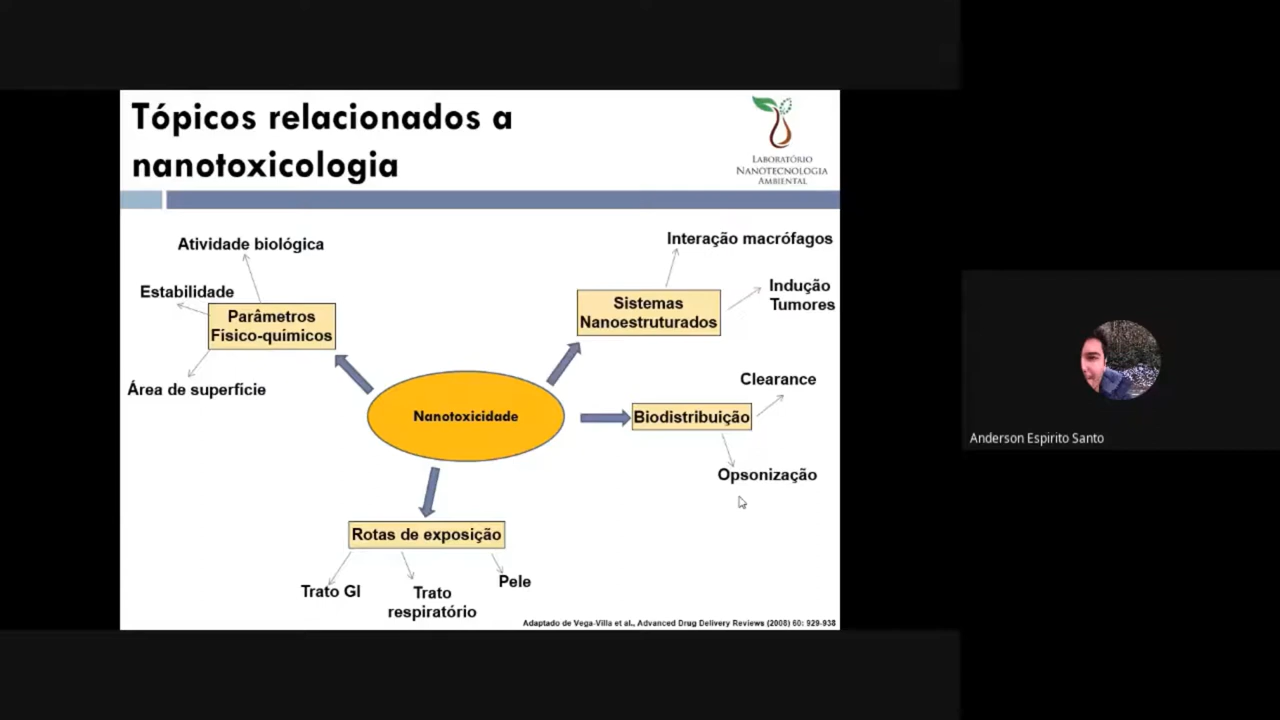 Tópicos relacionados a
nanotoxicologia
LABORATÓRIO
NANOTECNOLOGIA
AMBIENTAL
Atividade biológica
Estabilidade
Parâmetros
Físico-químicos
Área de superfície
Interação macrófagos
Sistemas
Nanoestruturados
Indução
Tumores
Nanotoxicidade
Clearance
Biodistribuição
Opsonização
Rotas de exposição
Trato GI
Trato
respiratório
Pele
Adaptado de Vega-Villa et al., Advanced Drug Delivery Reviews (2008) 60: 929-938
Anderson Espirito Santo